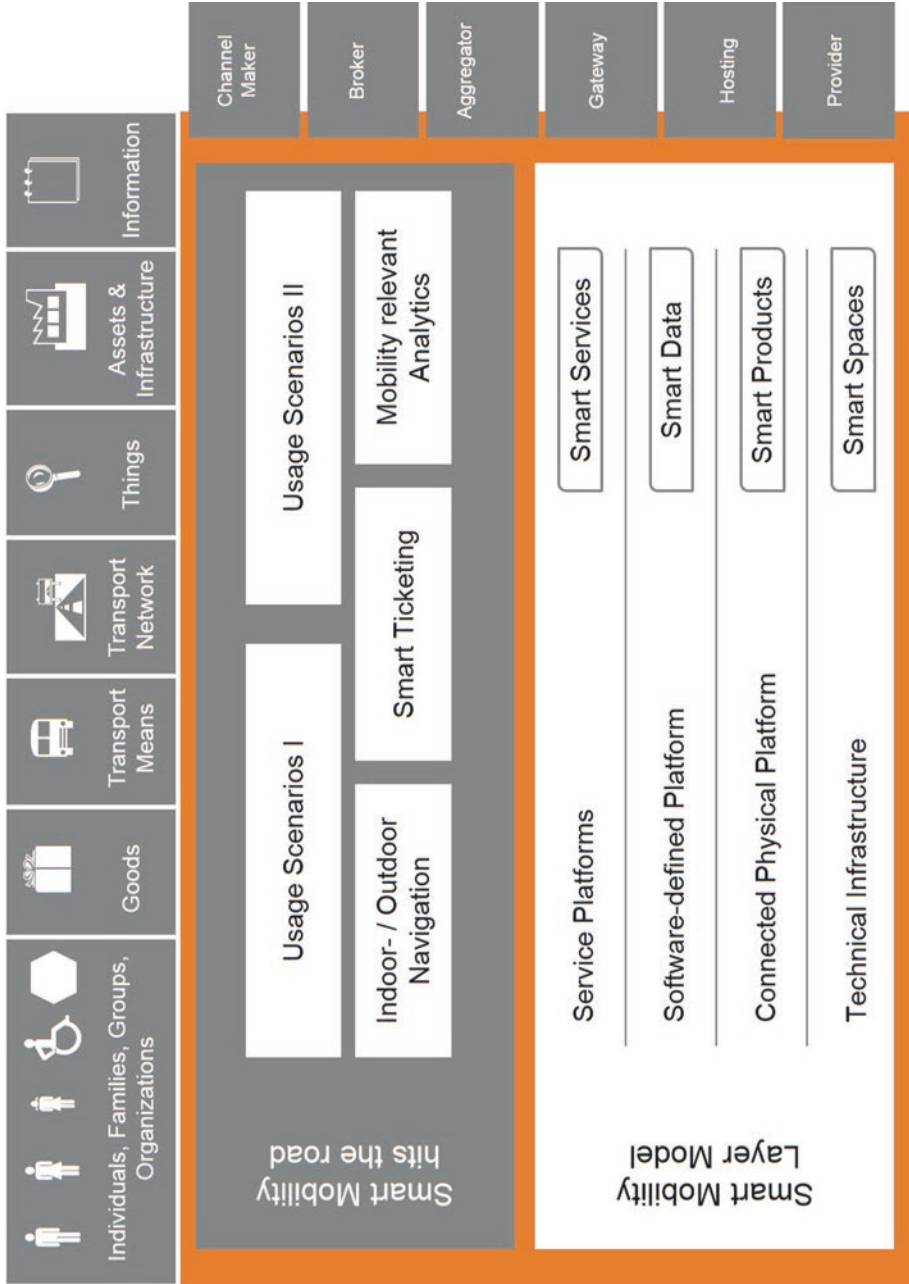 Individuals, Families, Groups,
Organizations
Goods
Transport
Means
Transport
Network
Things
Assets &
Infrastructure
Information
Smart Mobility
hits the road
Usage Scenarios I
Usage Scenarios II
Indoor- / Outdoor
Navigation
Smart Ticketing
Mobility relevant
Analytics
Smart Mobility
Layer Model
Service Platforms
Smart Services
Software-defined Platform
Smart Data
Connected Physical Platform
Smart Products
Technical Infrastructure
Smart Spaces
Channel
Maker
Broker
Aggregator
Gateway
Hosting
Provider